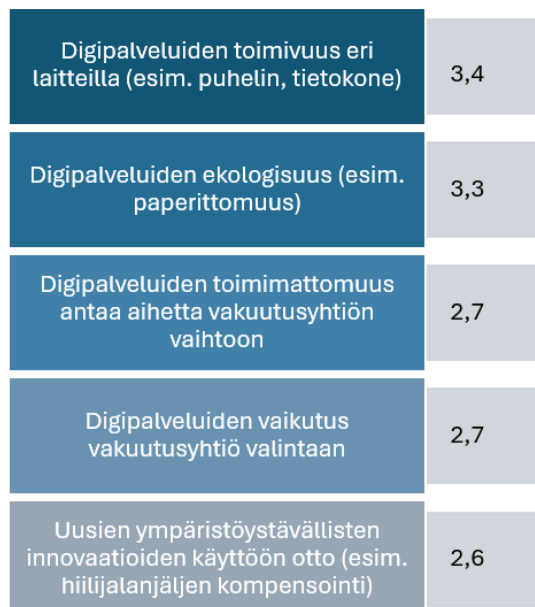 Digipalveluiden toimivuus eri
laitteilla (esim. puhelin, tietokone)
3,4
Digipalveluiden ekologisuus (esim.
paperittomuus)
3,3
Digipalveluiden toimimattomuus
antaa aihetta vakuutusyhtiön
vaihtoon
2,7
Digipalveluiden vaikutus
vakuutusyhtiö valintaan
2,7
Uusien ympäristöystävällisten
innovaatioiden käyttöön otto (esim.
hiilijalanjäljen kompensointi)
2,6